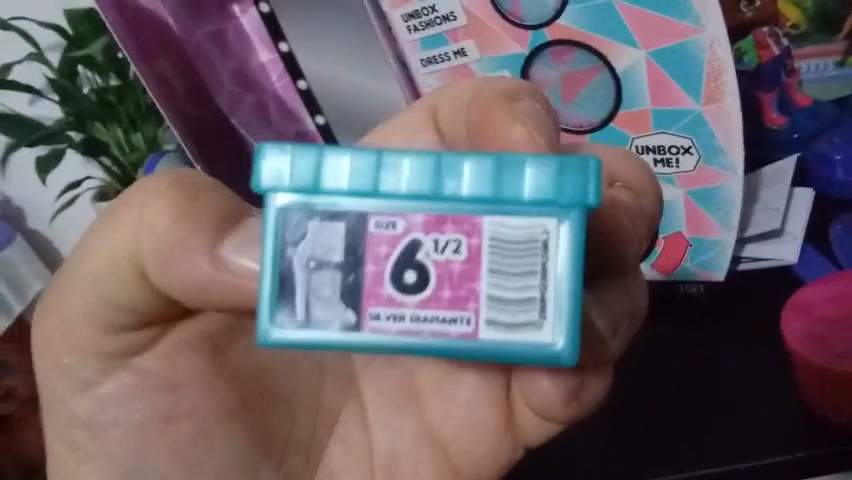 UNBOX
FASHIONS
DRESS ME
UNBOX
ME!
SIZE
6 1/2
SILVER DIAMANTE